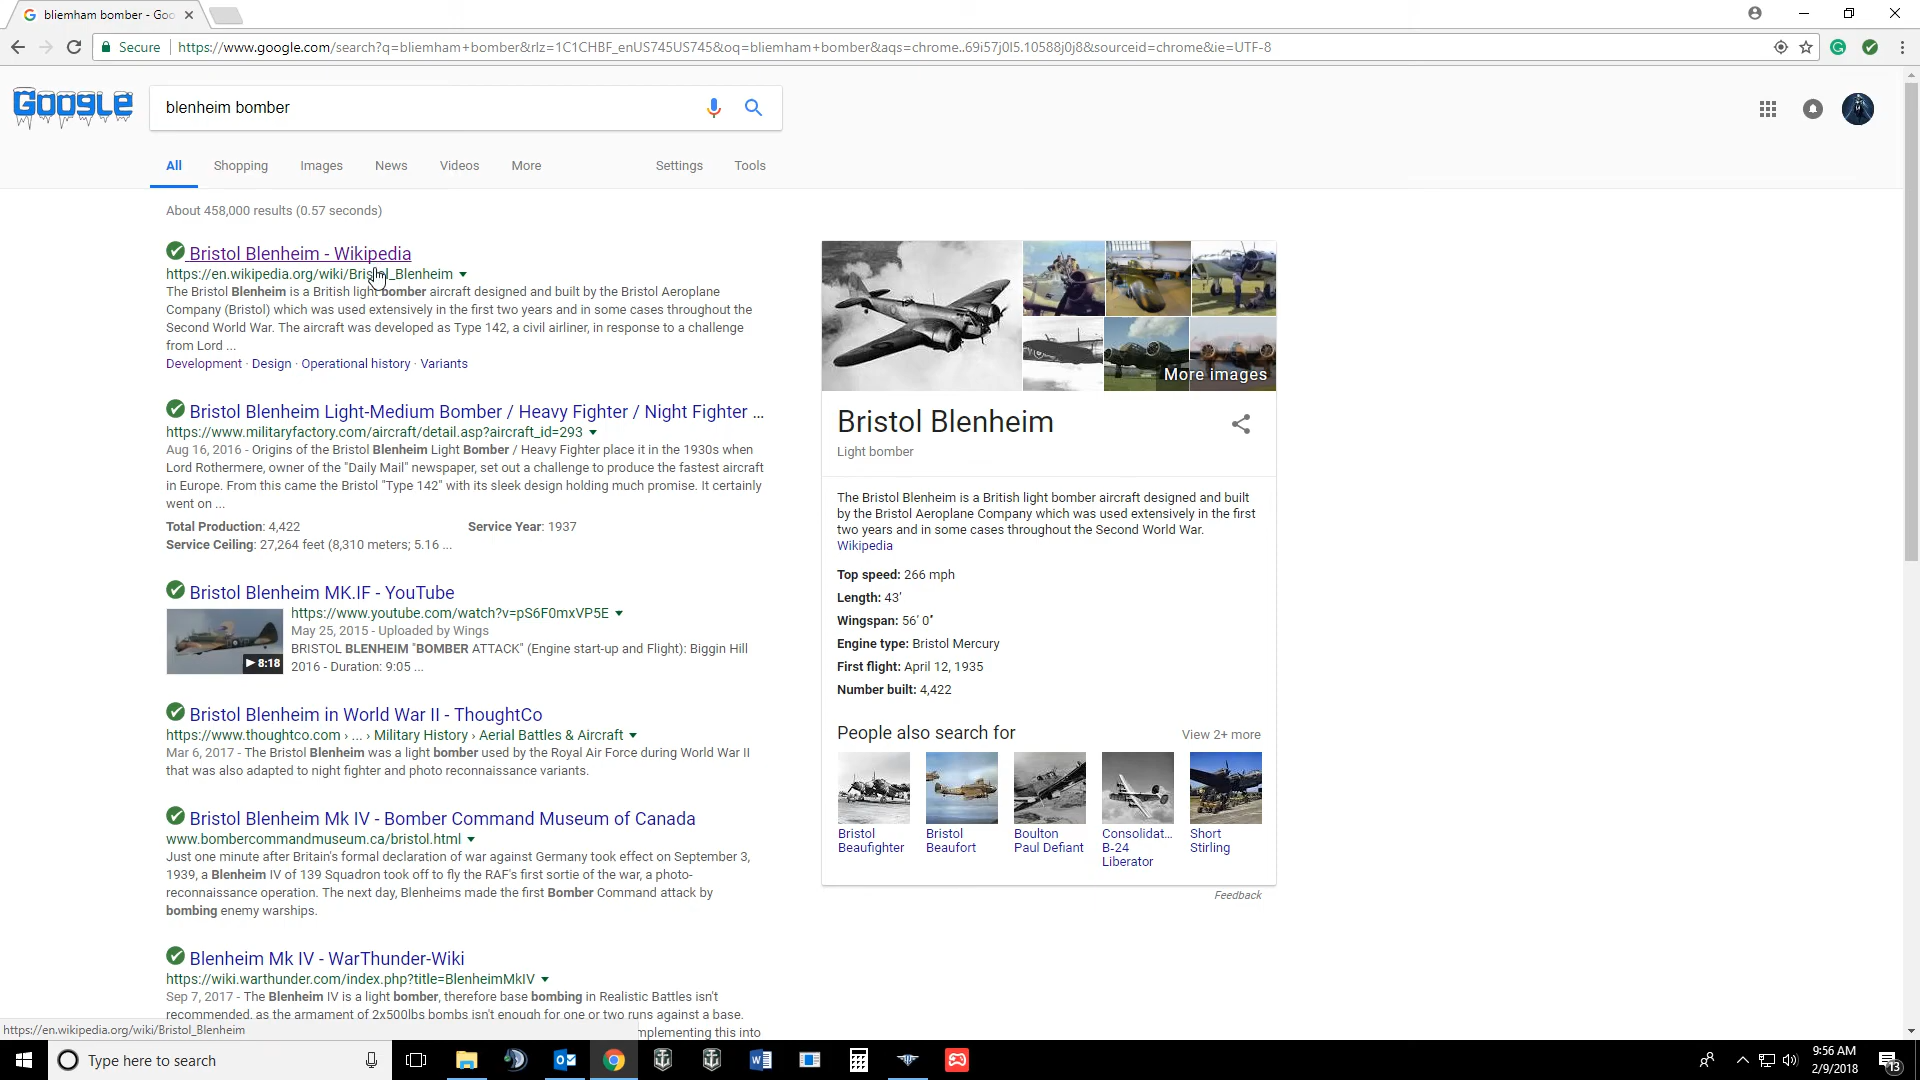 bliemham bomber - Goo
Secure
https://www.google.com/search?q=bliemham+bomber&rlz=1C1CHBF_enUS745US745&oq=bliemham+bomber&aqs=chrome..69i57j0l5.10588j0j8&sourceid=chrome&ie=UTF-8
Google
blenheim bomber
All Shopping Images News Videos More Settings Tools
About 458,000 results (0.57 seconds)
Bristol Blenheim - Wikipedia
https://en.wikipedia.org/wiki/Bristol_Blenheim
The Bristol Blenheim is a British light bomber aircraft designed and built by the Bristol Aeroplane
Company (Bristol) which was used extensively in the first two years and in some cases throughout the
Second World War. The aircraft was developed as Type 142, a civil airliner, in response to a challenge
from Lord ...
Development · Design · Operational history · Variants
Bristol Blenheim Light-Medium Bomber / Heavy Fighter / Night Fighter ...
https://www.militaryfactory.com/aircraft/detail.asp?aircraft_id=293
Aug 16, 2016 - Origins of the Bristol Blenheim Light Bomber / Heavy Fighter place it in the 1930s when
Lord Rothermere, owner of the "Daily Mail" newspaper, set out a challenge to produce the fastest aircraft
in Europe. From this came the Bristol "Type 142" with its sleek design holding much promise. It certainly
went on ...
Total Production: 4,422 Service Year: 1937
Service Ceiling: 27,264 feet (8,310 meters; 5.16 ...
Bristol Blenheim MK.IF - YouTube
https://www.youtube.com/watch?v=pS6F0mxVP5E
May 25, 2015 - Uploaded by Wings
BRISTOL BLENHEIM "BOMBER ATTACK" (Engine start-up and Flight): Biggin Hill
2016 - Duration: 9:05 ...
8:18
Bristol Blenheim in World War II - ThoughtCo
https://www.thoughtco.com › ... › Military History › Aerial Battles & Aircraft
Mar 6, 2017 - The Bristol Blenheim was a light bomber used by the Royal Air Force during World War II
that was also adapted to night fighter and photo reconnaissance variants.
Bristol Blenheim Mk IV - Bomber Command Museum of Canada
www.bombercommandmuseum.ca/bristol.html
Just one minute after Britain's formal declaration of war against Germany took effect on September 3,
1939, a Blenheim IV of 139 Squadron took off to fly the RAF's first sortie of the war, a photo-
reconnaissance operation. The next day, Blenheims made the first Bomber Command attack by
bombing enemy warships.
Blenheim Mk IV - WarThunder-Wiki
https://wiki.warthunder.com/index.php?title=BlenheimMkIV
Sep 7, 2017 - The Blenheim IV is a light bomber, therefore base bombing in Realistic Battles isn't
recommended, as the armament of 2x500lbs bombs isn't enough for one or two runs against a base.
mplementing this into
https://en.wikipedia.org/wiki/Bristol_Blenheim
More images
Bristol Blenheim
Light bomber
The Bristol Blenheim is a British light bomber aircraft designed and built
by the Bristol Aeroplane Company which was used extensively in the first
two years and in some cases throughout the Second World War.
Wikipedia
Top speed: 266 mph
Length: 43′
Wingspan: 56′ 0″
Engine type: Bristol Mercury
First flight: April 12, 1935
Number built: 4,422
People also search for View 2+ more
Bristol Beaufighter
Bristol Beaufort
Boulton Paul Defiant
Consolidat... B-24 Liberator
Short Stirling
Feedback
Type here to search
9:56 AM
2/9/2018
13